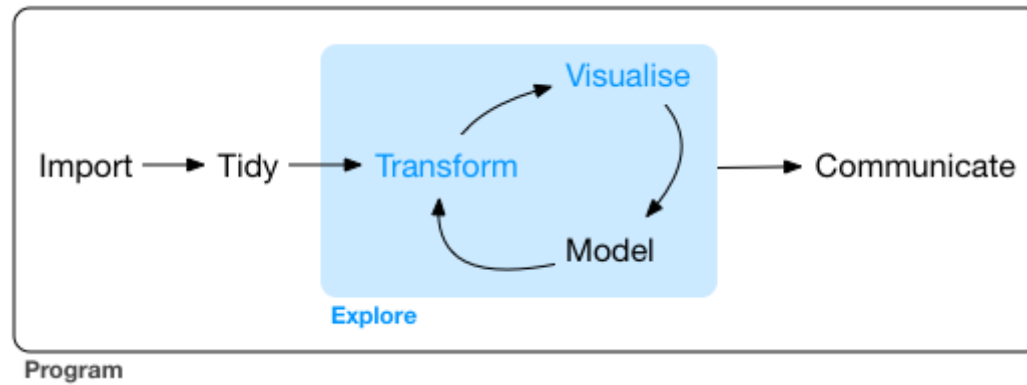 Visualise
Import
Tidy
Transform
Communicate
Model
Explore
Program